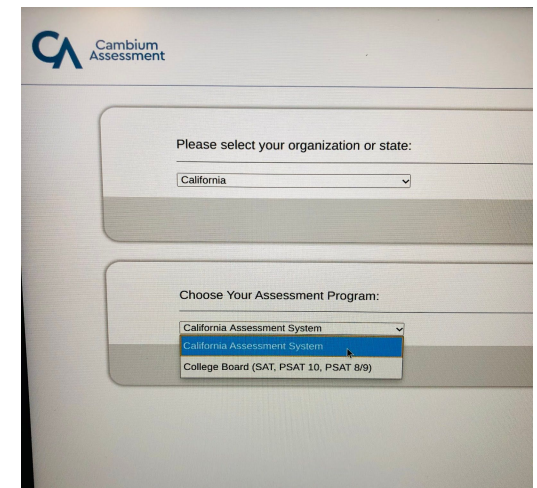 CA
Cambium
Assessment
Please select your organization or state:
California
Choose Your Assessment Program:
California Assessment System
California Assessment System
College Board (SAT, PSAT 10, PSAT 8/9)